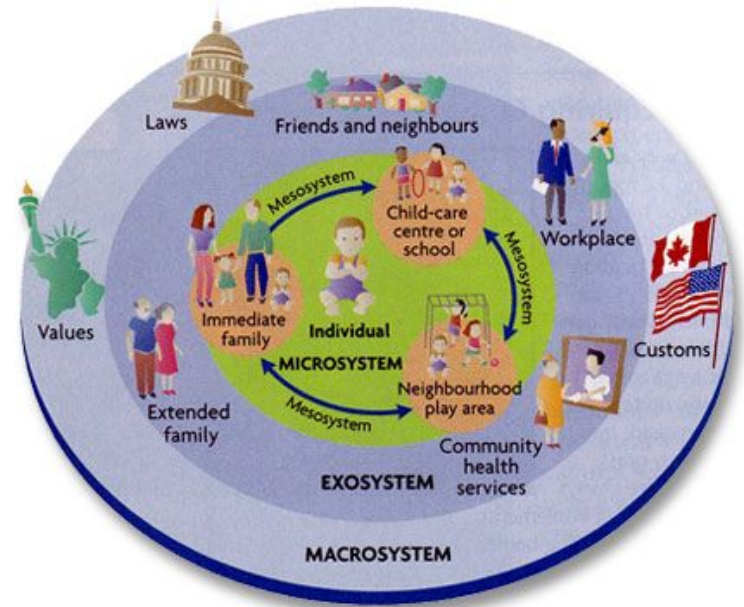 Laws
Friends and neighbours
Mesosystem
Child-care
centre or
school
Mesosystem
Workplace
Values
Immediate
family
Individual
MICROSYSTEM
Customs
Neighbourhood
play area
Mesosystem
Extended
family
Community
health
services
EXOSYSTEM
MACROSYSTEM